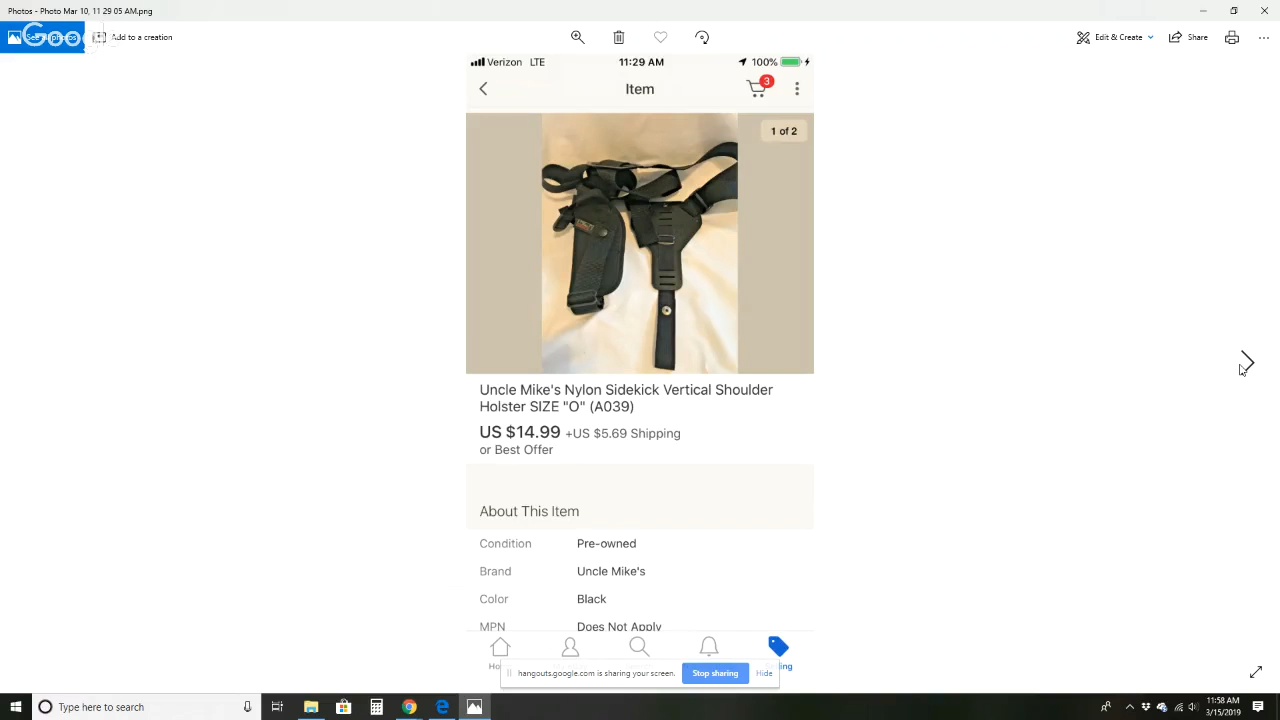 Photos - Photo Mar 10, 11 29 05 AM.png
Goog
Add to a creation
Edit & Create
Share
Verizon LTE
11:29 AM
100%
Item
3
1 of 2
Uncle Mike's Nylon Sidekick Vertical Shoulder
Holster SIZE "O" (A039)
US $14.99 +US $5.69 Shipping
or Best Offer
About This Item
Condition Pre-owned
Brand Uncle Mike's
Color Black
MPN Does Not Apply
hangouts.google.com is sharing your screen.
Stop sharing
Hide
Type here to search
11:58 AM
3/15/2019